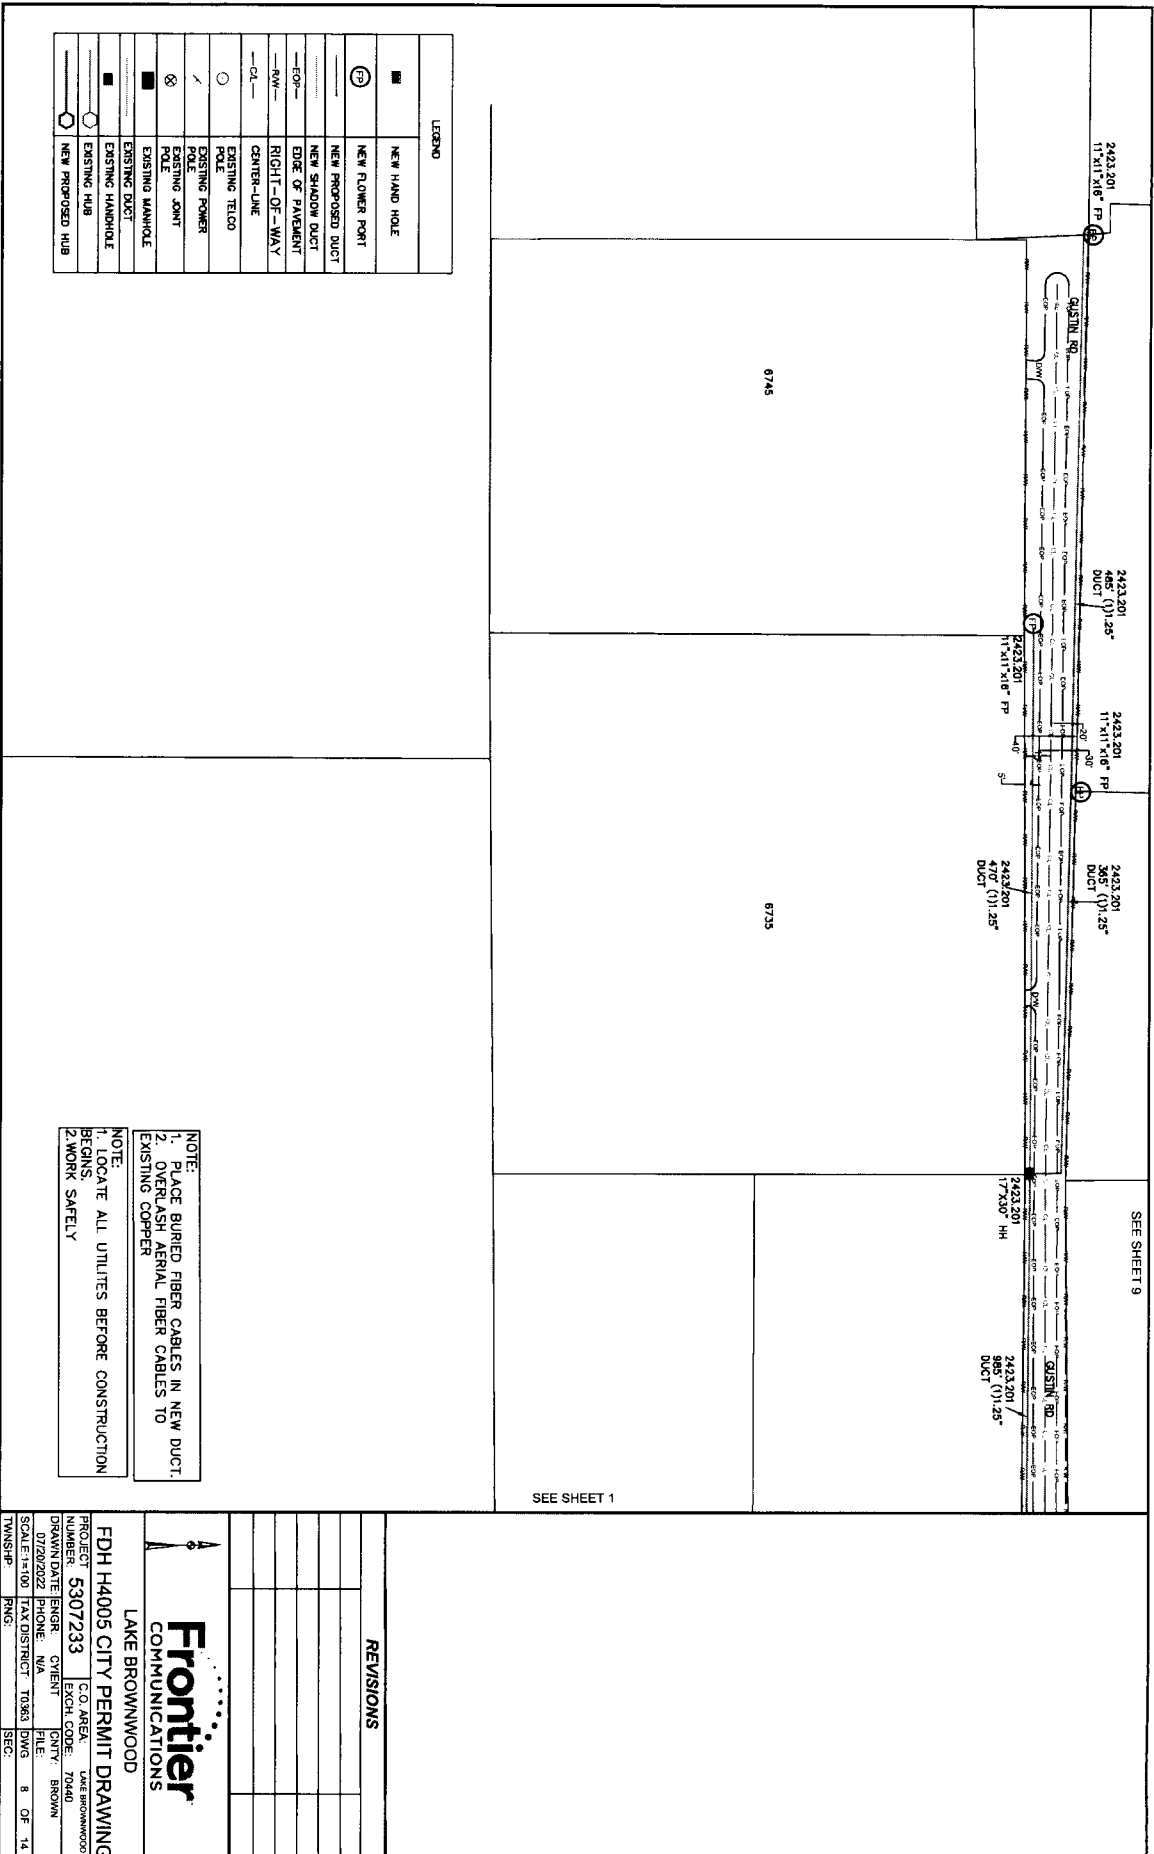 SEE SHEET 9
2423.201
11"x11"x16" FP
GUSTIN RD
2423.201
485' (1)1.25"
DUCT
2423.201
11"x11"x16" FP
2423.201
365' (1)1.25"
DUCT
20'
30'
40'
5'
FP
2423.201
11"x11"x16" FP
2423.201
470' (1)1.25"
DUCT
D/W
D/W
2423.201
17"X30" HH
GUSTIN RD
2423.201
985' (1)1.25"
DUCT
6745
6735
SEE SHEET 1
LEGEND
NEW HAND HOLE
FP NEW FLOWER PORT
NEW PROPOSED DUCT
NEW SHADOW DUCT
EOP EDGE OF PAVEMENT
R/W RIGHT-OF-WAY
C/L CENTER-LINE
EXISTING TELCO
POLE
EXISTING POWER
POLE
EXISTING JOINT
POLE
EXISTING MANHOLE
EXISTING DUCT
EXISTING HANDHOLE
EXISTING HUB
NEW PROPOSED HUB
NOTE:
1. PLACE BURIED FIBER CABLES IN NEW DUCT.
2. OVERLASH AERIAL FIBER CABLES TO
EXISTING COPPER
NOTE:
1. LOCATE ALL UTILITES BEFORE CONSTRUCTION
BEGINS.
2.WORK SAFELY
REVISIONS
Frontier
COMMUNICATIONS
LAKE BROWNWOOD
FDH H4005 CITY PERMIT DRAWING
PROJECT
NUMBER: 5307233
C.O. AREA: LAKE BROWNWOOD
EXCH. CODE: 70440
DRAWN DATE: 07/20/2022
ENGR: CYIENT
PHONE: N/A
CNTY: BROWN
FILE:
SCALE:1=100
TAX DISTRICT T0363
DWG 8 OF 14
TWNSHP:
RNG:
SEC: